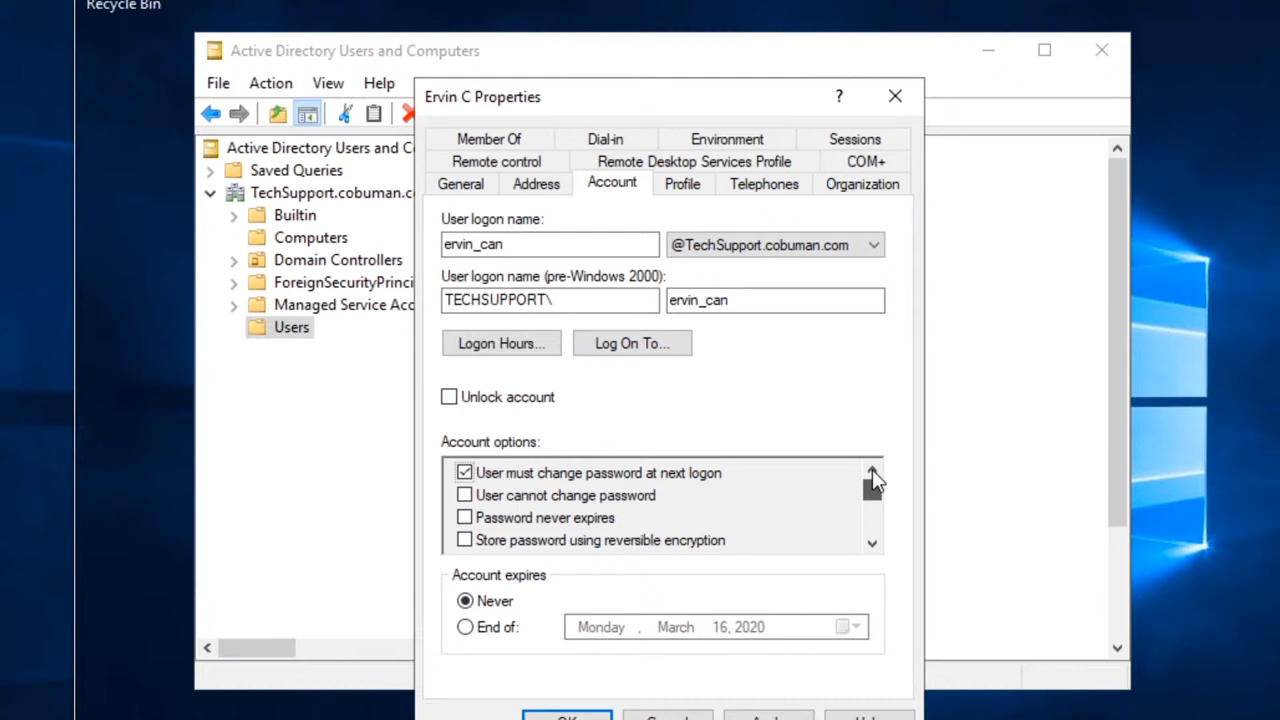 Recycle Bin
Active Directory Users and Computers
File Action View Help
Ervin C Properties
?
Active Directory Users and Co
Saved Queries
TechSupport.cobuman.c
Builtin
Computers
Domain Controllers
ForeignSecurityPrinci
Managed Service Acc
Users
Member Of Dial-in Environment Sessions
Remote control Remote Desktop Services Profile COM+
General Address Account Profile Telephones Organization
User logon name:
ervin_can @TechSupport.cobuman.com
User logon name (pre-Windows 2000):
TECHSUPPORT\ ervin_can
Logon Hours... Log On To...
Unlock account
Account options:
User must change password at next logon
User cannot change password
Password never expires
Store password using reversible encryption
Account expires
Never
End of: Monday , March 16, 2020